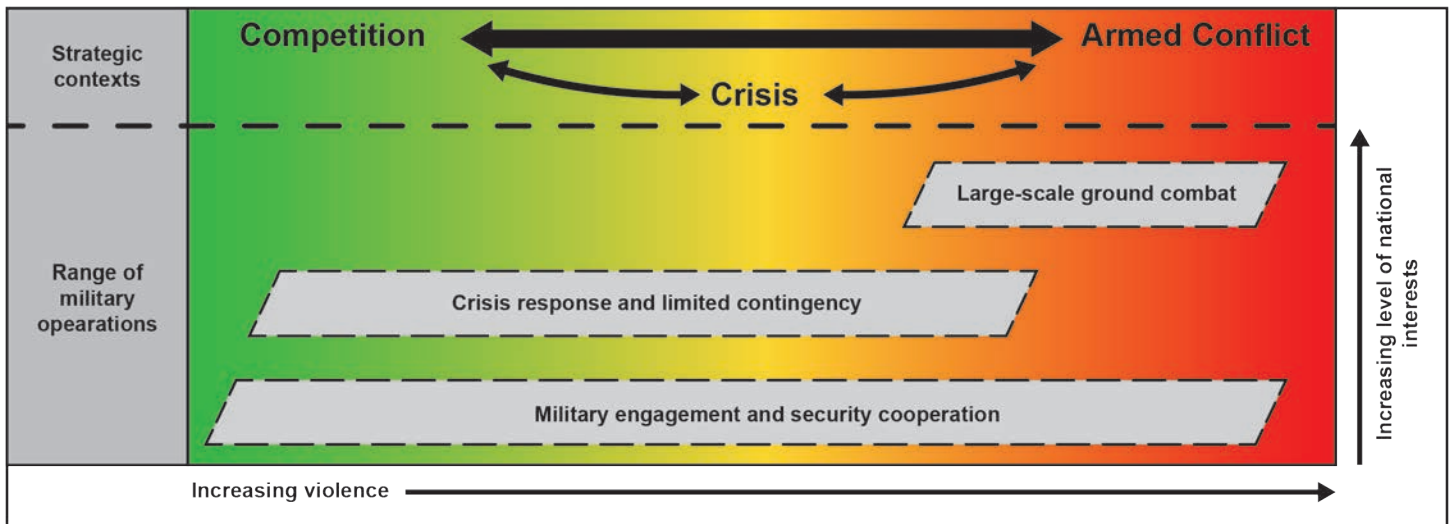 Strategic
contexts
Competition
Armed Conflict
Crisis
Range of
military
opearations
Large-scale ground combat
Crisis response and limited contingency
Military engagement and security cooperation
Increasing level of national
interests
Increasing violence